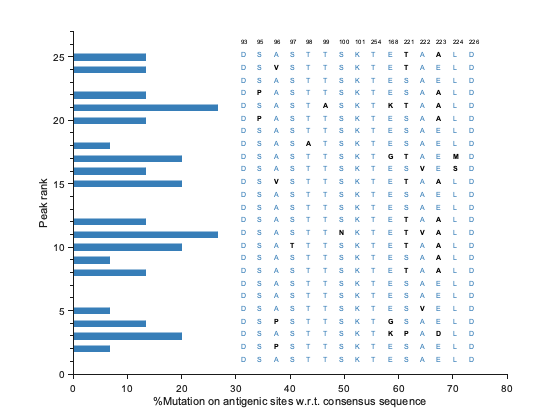 93 95 96 97 98 99 100 101 254 168 221 222 223 224 226
25 D S A S T T S K T E T A A L D
D S V S T T S K T E T A E L D
D S A S T T S K T E S A E L D
D P A S T T S K T E S A A L D
D S A S T A S K T K T A A L D
20 D P A S T T S K T E S A A L D
D S A S T T S K T E S A E L D
D S A S A T S K T E S A E L D
D S A S T T S K T G T A E M D
D S A S T T S K T E S V E S D
15 D S V S T T S K T E T A A L D
D S A S T T S K T E S A E L D
D S A S T T S K T E S A E L D
D S A S T T S K T E T A A L D
D S A S T T N K T E T V A L D
10 D S A T T T S K T E T A A L D
D S A S T T S K T E S A A L D
D S A S T T S K T E T A A L D
D S A S T T S K T E S A E L D
D S A S T T S K T E S A E L D
5 D S A S T T S K T E S V E L D
D S P S T T S K T G S A E L D
D S A S T T S K T K P A D L D
D S P S T T S K T E S A E L D
D S A S T T S K T E S A E L D
0
Peak rank
0 10 20 30 40 50 60 70 80
%Mutation on antigenic sites w.r.t. consensus sequence